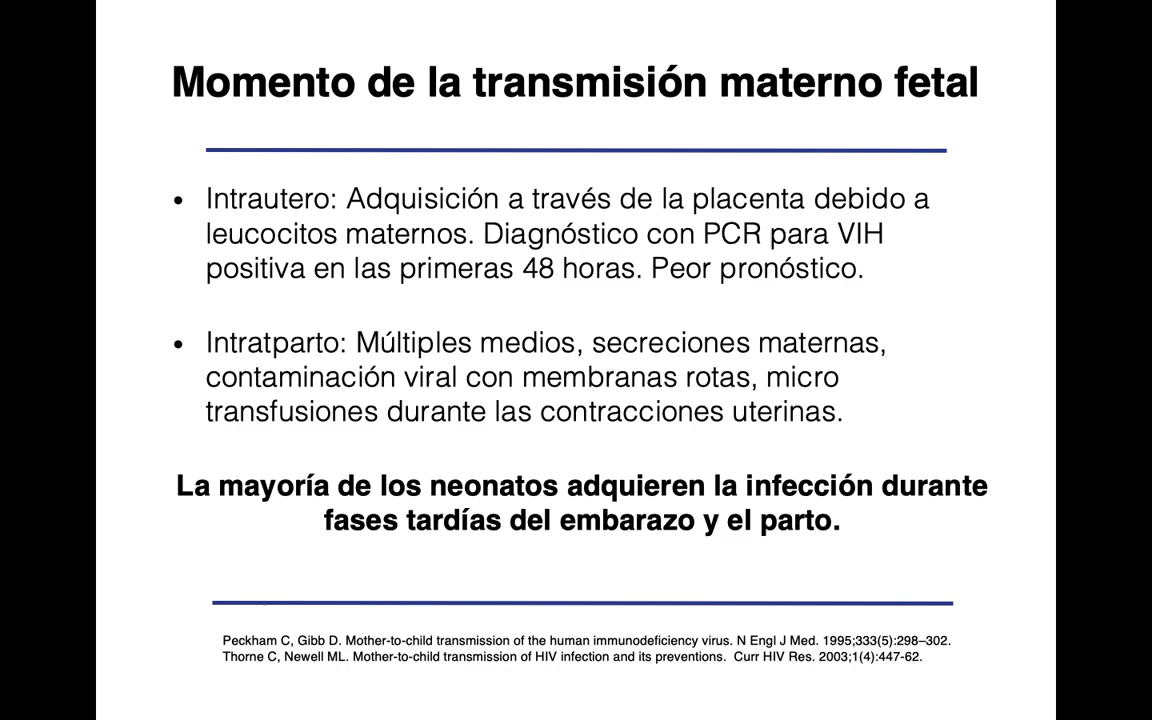 Momento de la transmisión materno fetal
• Intrautero: Adquisición a través de la placenta debido a
leucocitos maternos. Diagnóstico con PCR para VIH
positiva en las primeras 48 horas. Peor pronóstico.
• Intratparto: Múltiples medios, secreciones maternas,
contaminación viral con membranas rotas, micro
transfusiones durante las contracciones uterinas.
La mayoría de los neonatos adquieren la infección durante
fases tardías del embarazo y el parto.
Peckham C, Gibb D. Mother-to-child transmission of the human immunodeficiency virus. N Engl J Med. 1995;333(5):298–302.
Thorne C, Newell ML. Mother-to-child transmission of HIV infection and its preventions. Curr HIV Res. 2003;1(4):447-62.